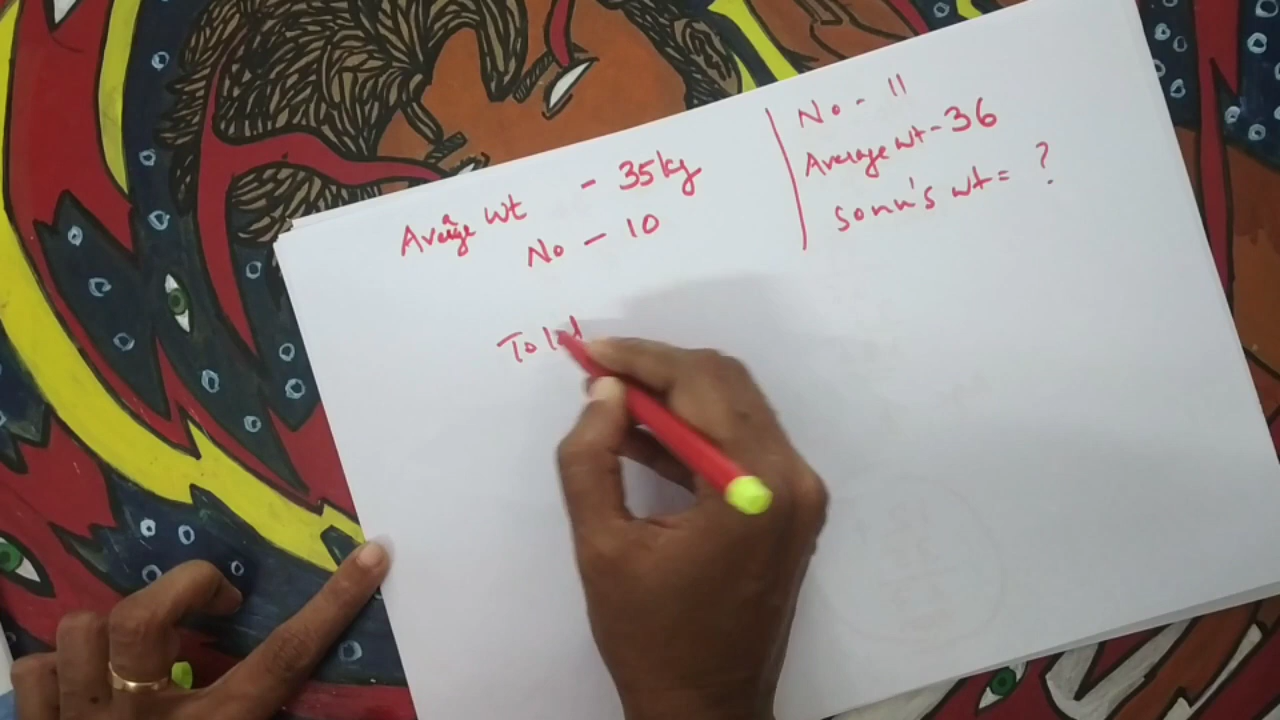 Average Wt - 35kg
No - 10
Total
No - 11
Average wt - 36
Sonu's wt = ?